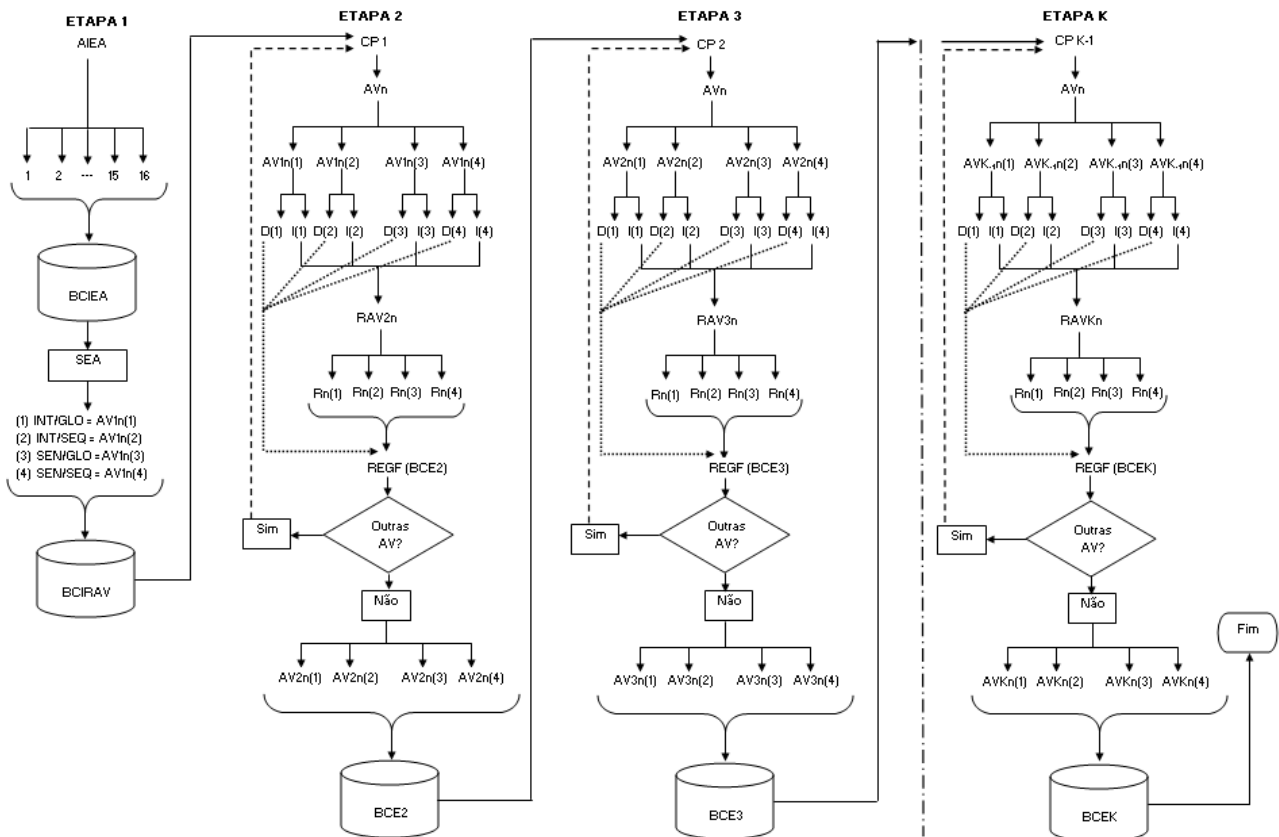 ETAPA 1
AIEA
1 2 --- 15 16
BCIEA
SEA
(1) INT/GLO = AV1n(1)
(2) INT/SEQ = AV1n(2)
(3) SEN/GLO =AV1n(3)
(4) SEN/SEQ = AV1n(4)
BCIRAV
ETAPA 2
CP 1
AVn
AV1n(1) AV1n(2) AV1n(3) AV1n(4)
D(1) I(1) D(2) I(2) D(3) I(3) D(4) I(4)
RAV2n
Rn(1) Rn(2) Rn(3) Rn(4)
REGF (BCE2)
Outras
AV?
Sim
Não
AV2n(1) AV2n(2) AV2n(3) AV2n(4)
BCE2
ETAPA 3
CP 2
AVn
AV2n(1) AV2n(2) AV2n(3) AV2n(4)
D(1) I(1) D(2) I(2) D(3) I(3) D(4) I(4)
RAV3n
Rn(1) Rn(2) Rn(3) Rn(4)
REGF (BCE3)
Outras
AV?
Sim
Não
AV3n(1) AV3n(2) AV3n(3) AV3n(4)
BCE3
ETAPA K
CP K-1
AVn
AVK-1n(1) AVK-1n(2) AVK-1n(3) AVK-1n(4)
D(1) I(1) D(2) I(2) D(3) I(3) D(4) I(4)
RAVKn
Rn(1) Rn(2) Rn(3) Rn(4)
REGF (BCEK)
Outras
AV?
Sim
Não
AVKn(1) AVKn(2) AVKn(3) AVKn(4)
BCEK
Fim